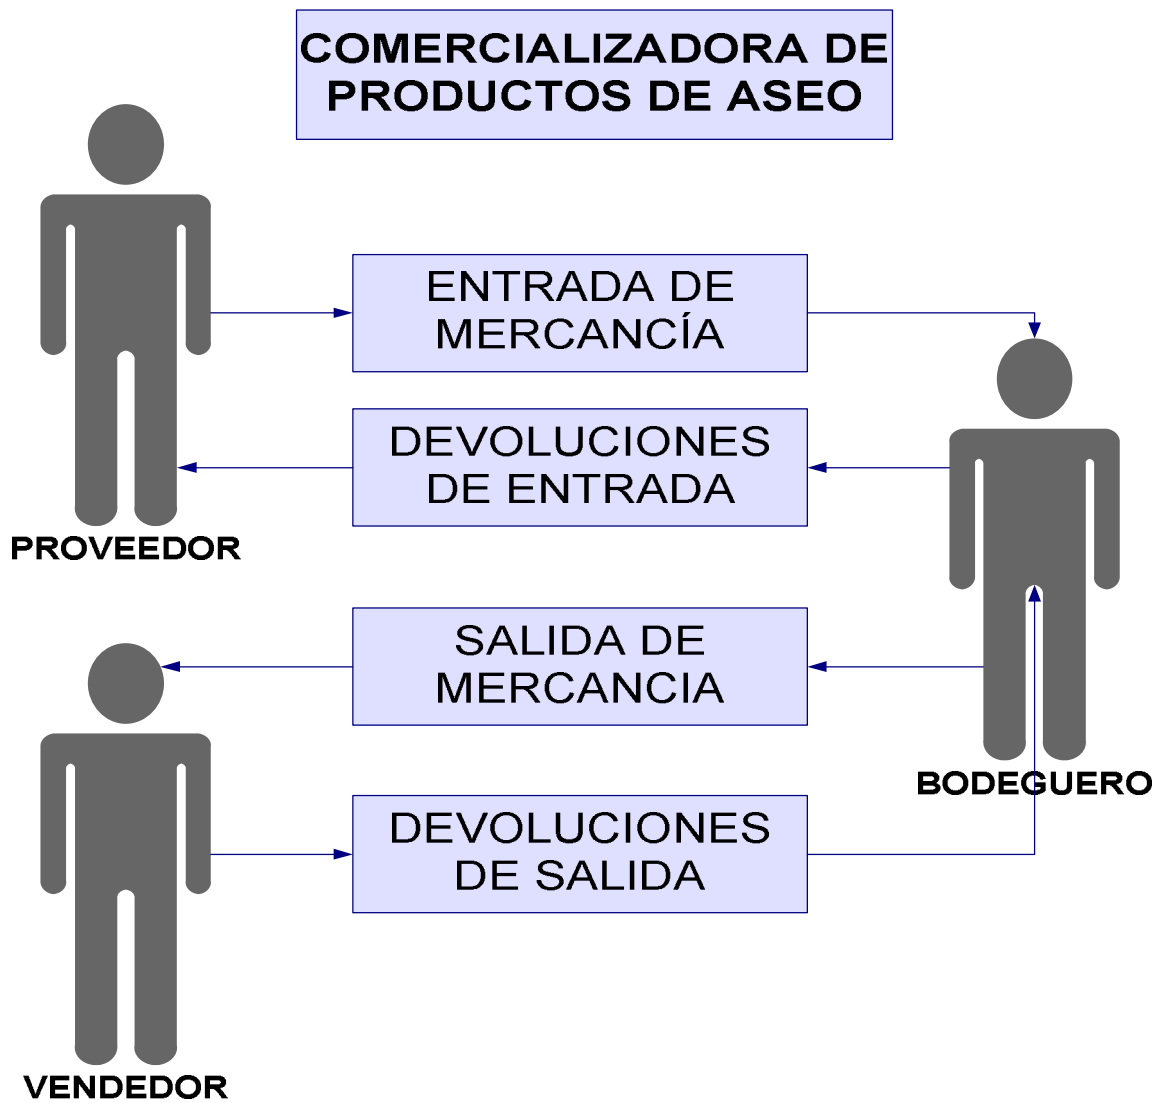 COMERCIALIZADORA DE
PRODUCTOS DE ASEO
ENTRADA DE
MERCANCÍA
DEVOLUCIONES
DE ENTRADA
PROVEEDOR
SALIDA DE
MERCANCIA
BODEGUERO
DEVOLUCIONES
DE SALIDA
VENDEDOR